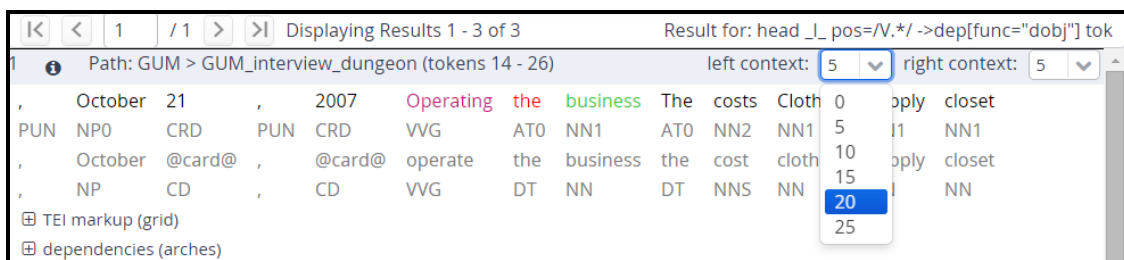 1 / 1 Displaying Results 1 - 3 of 3 Result for: head _l_ pos=/V.*/ ->dep[func="dobj"] tok
1 Path: GUM > GUM_interview_dungeon (tokens 14 - 26) left context: 5 right context: 5
, October 21 , 2007 Operating the business The costs Cloth 0 pply closet
PUN NP0 CRD PUN CRD VVG AT0 NN1 AT0 NN2 NN1 5 NN1
10
, October @card@ , @card@ operate the business the cost cloth pply closet
15
, NP CD , CD VVG DT NN DT NNS NN 20 NN
25
TEI markup (grid)
dependencies (arches)